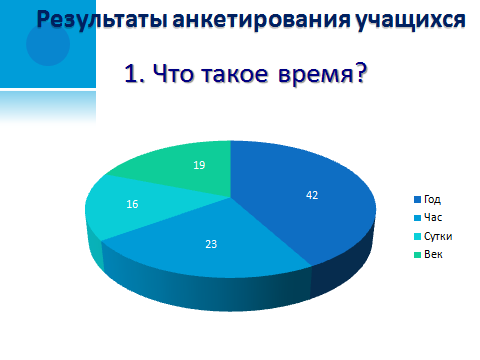 Результаты анкетирования учащихся
1. Что такое время?
19
42
16
23
Год
Час
Сутки
Век